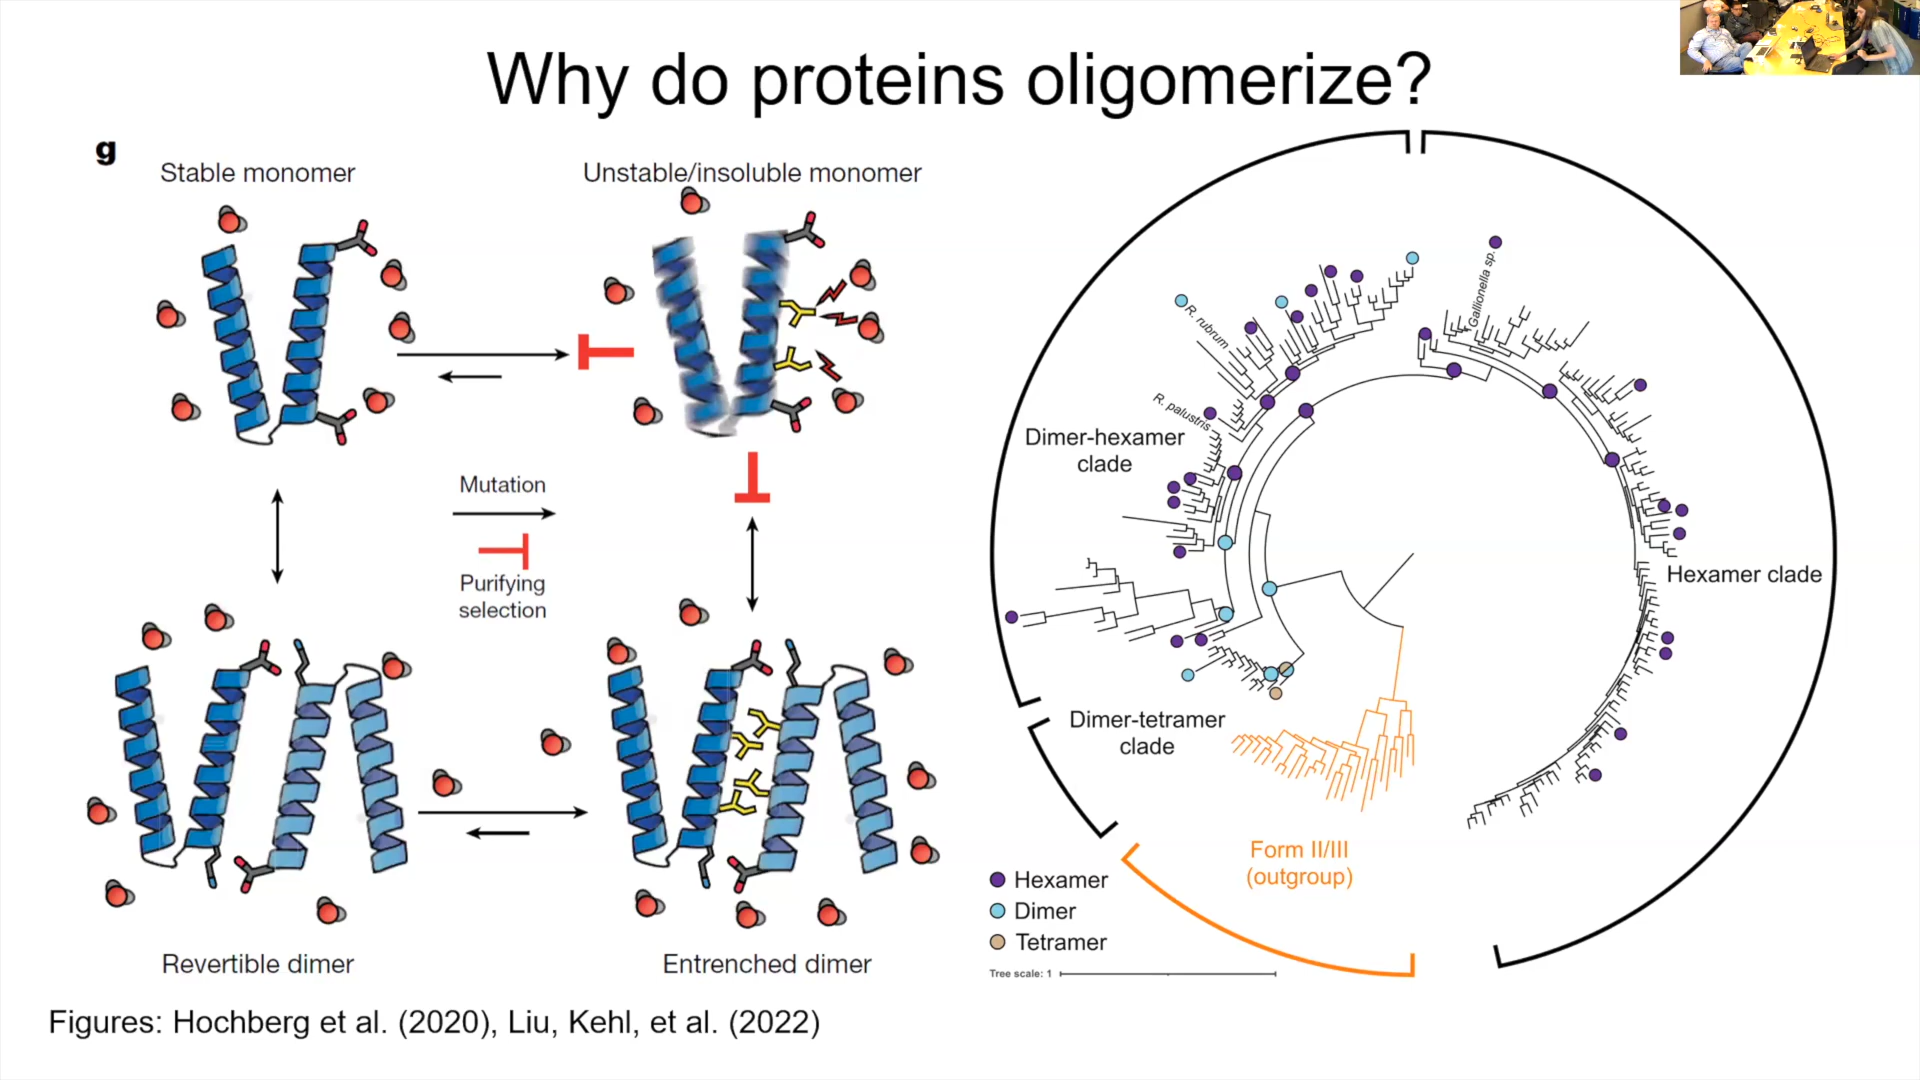 Why do proteins oligomerize?
g
Stable monomer
Unstable/insoluble monomer
Mutation
Purifying
selection
Revertible dimer
Entrenched dimer
Gallionella sp.
R. rubrum
R. palustris
Dimer-hexamer
clade
Hexamer clade
Dimer-tetramer
clade
Form II/III
(outgroup)
Hexamer
Dimer
Tetramer
Tree scale: 1
Figures: Hochberg et al. (2020), Liu, Kehl, et al. (2022)